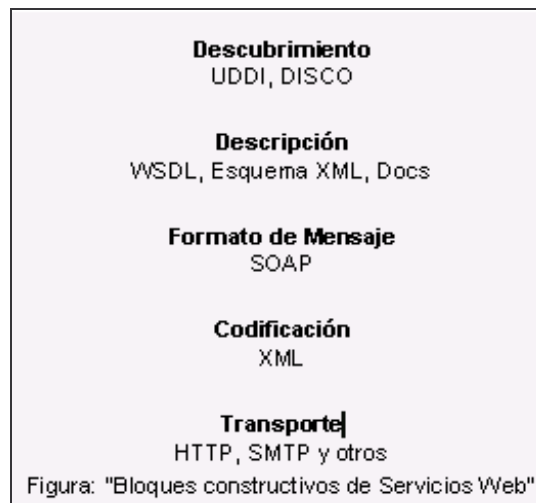 Descubrimiento
UDDI, DISCO
Descripción
WSDL, Esquema XML, Docs
Formato de Mensaje
SOAP
Codificación
XML
Transporte
HTTP, SMTP y otros
Figura: "Bloques constructivos de Servicios Web"